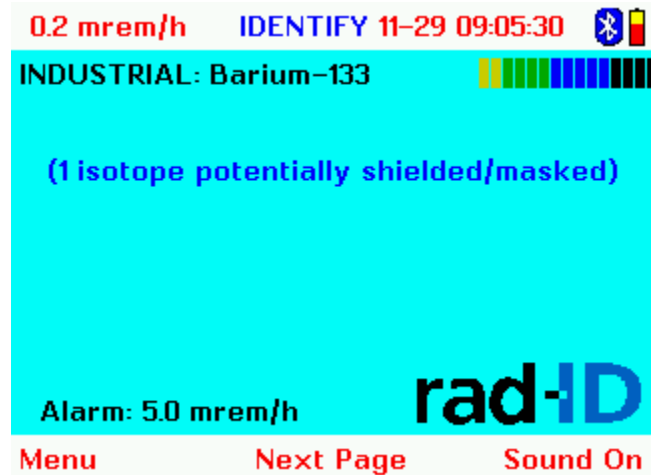 0.2 mrem/h IDENTIFY 11-29 09:05:30
INDUSTRIAL: Barium-133
(1 isotope potentially shielded/masked)
rad-ID
Alarm: 5.0 mrem/h
Menu Next Page Sound On